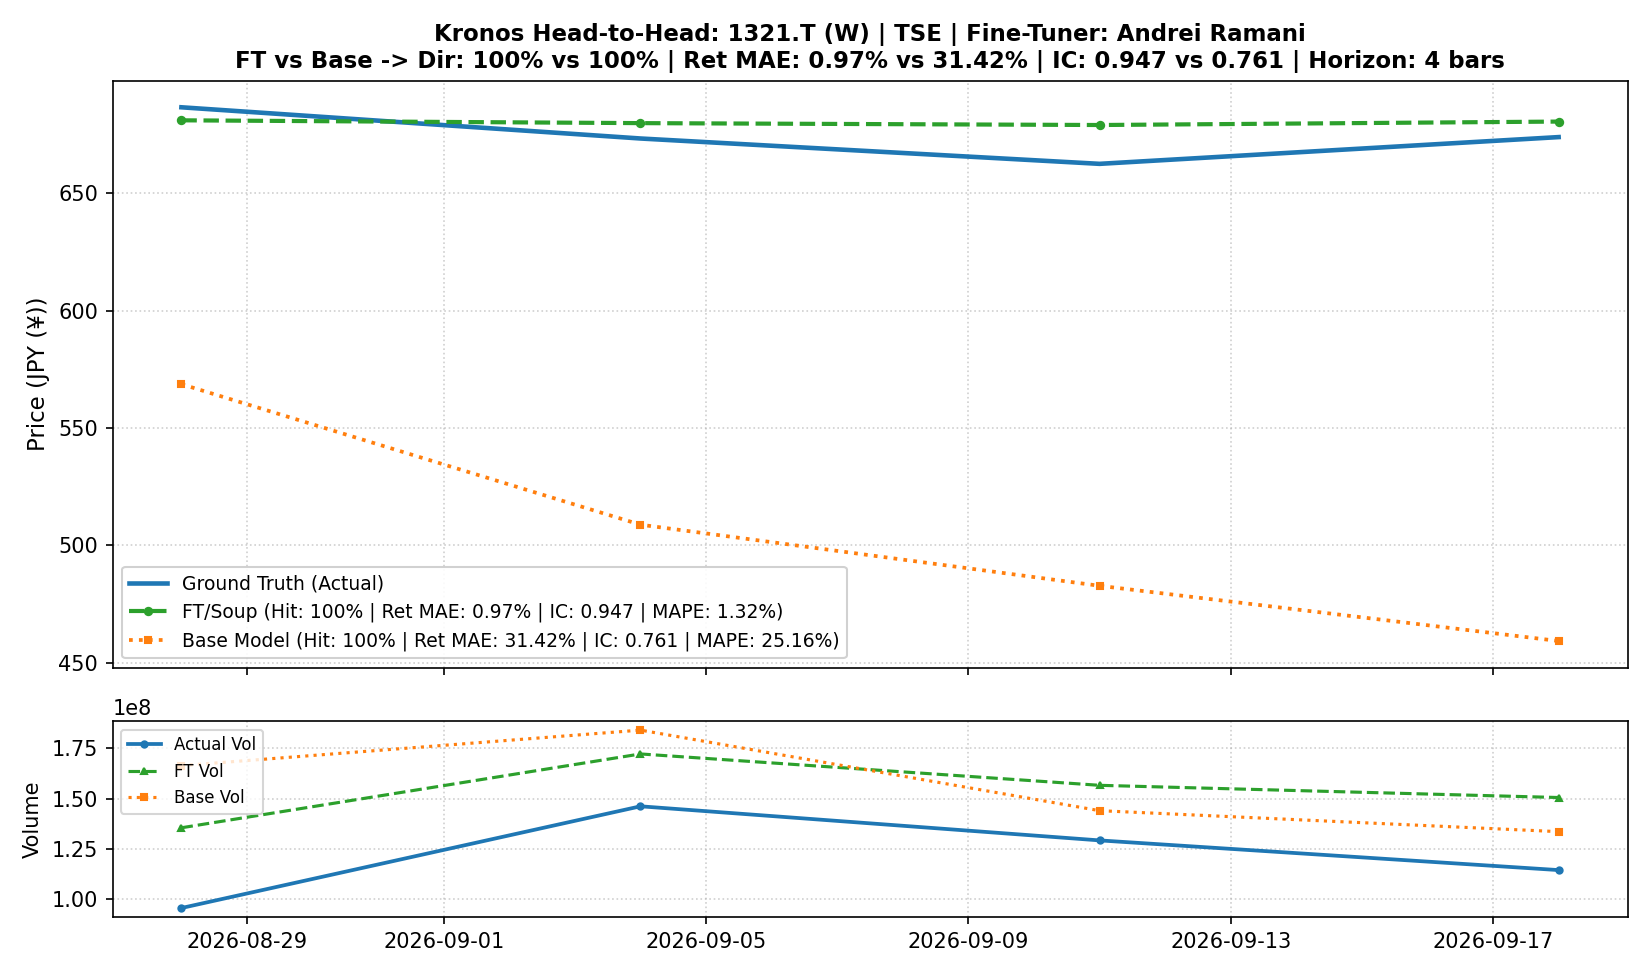 Kronos Head-to-Head: 1321.T (W) | TSE | Fine-Tuner: Andrei Ramani
FT vs Base -> Dir: 100% vs 100% | Ret MAE: 0.97% vs 31.42% | IC: 0.947 vs 0.761 | Horizon: 4 bars
Price (JPY (¥))
650
600
550
500
450
Ground Truth (Actual)
FT/Soup (Hit: 100% | Ret MAE: 0.97% | IC: 0.947 | MAPE: 1.32%)
Base Model (Hit: 100% | Ret MAE: 31.42% | IC: 0.761 | MAPE: 25.16%)
1e8
Volume
1.75
1.50
1.25
1.00
Actual Vol
FT Vol
Base Vol
2026-08-29
2026-09-01
2026-09-05
2026-09-09
2026-09-13
2026-09-17